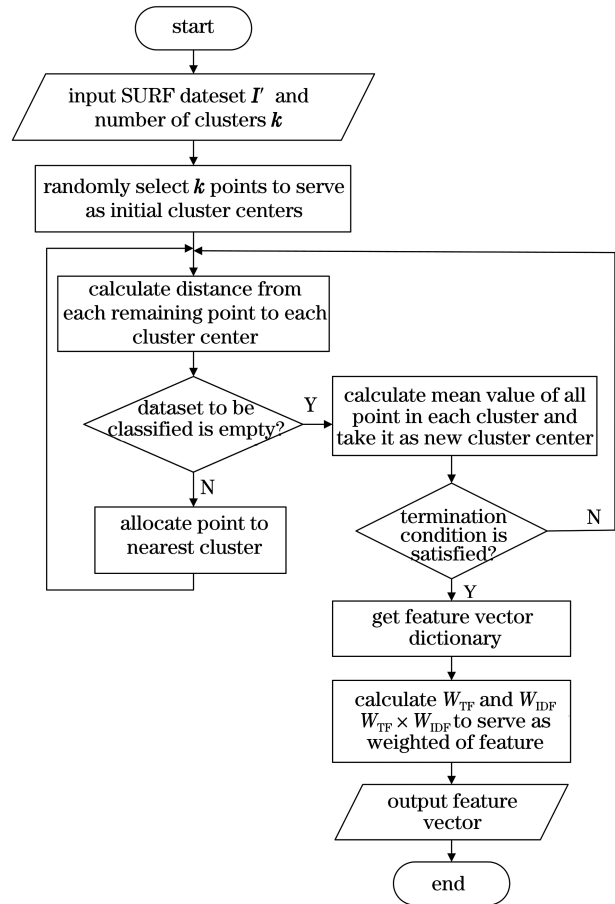 start
input SURF dateset I′ and
number of clusters k
randomly select k points to serve
as initial cluster centers
calculate distance from
each remaining point to each
cluster center
dataset to be
classified is empty?
Y
N
allocate point to
nearest cluster
calculate mean value of all
point in each cluster and
take it as new cluster center
termination
condition is
satisfied?
N
Y
get feature vector
dictionary
calculate W_TF and W_IDF
W_TF × W_IDF to serve as
weighted of feature
output feature
vector
end